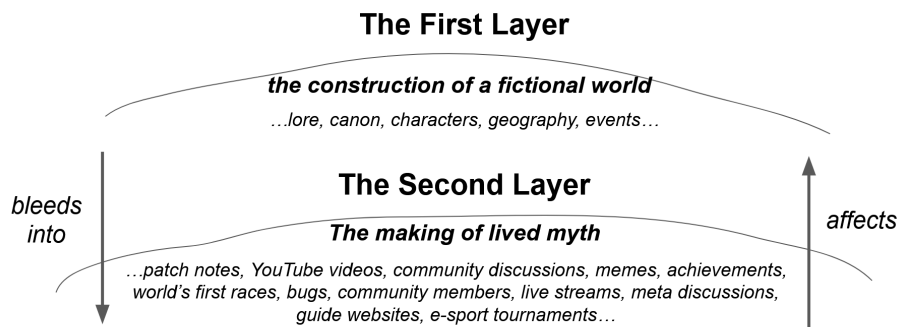 The First Layer
the construction of a fictional world
…lore, canon, characters, geography, events…
The Second Layer
bleeds
into
affects
The making of lived myth
…patch notes, YouTube videos, community discussions, memes, achievements,
world's first races, bugs, community members, live streams, meta discussions,
guide websites, e-sport tournaments…